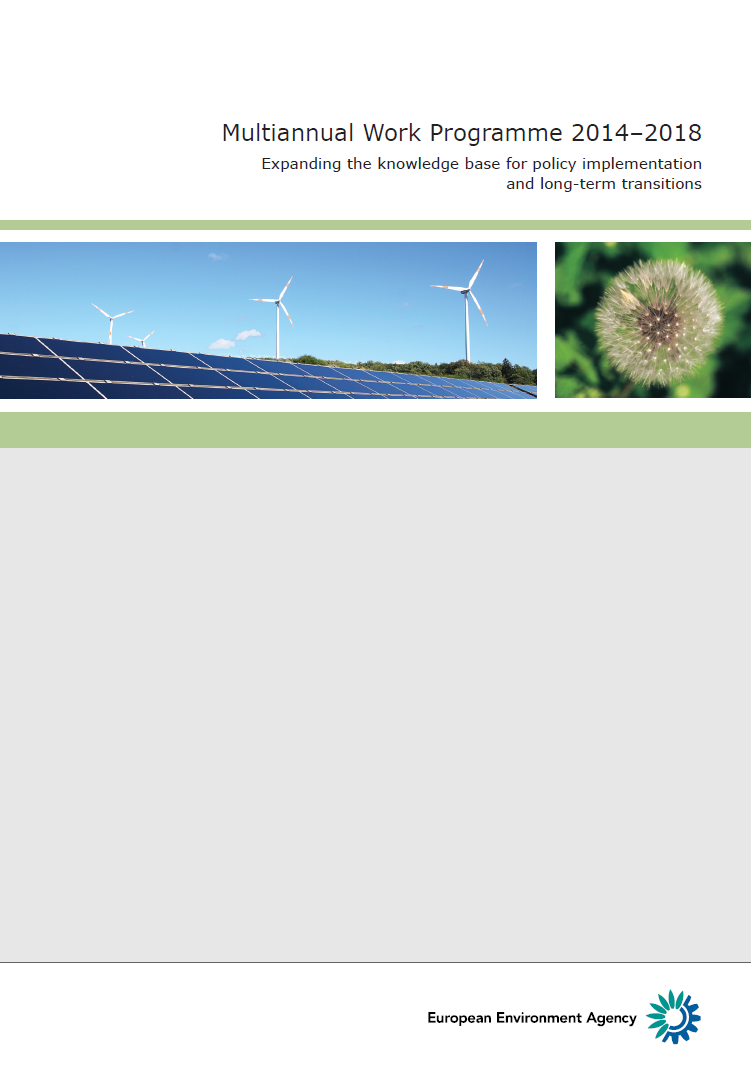 Multiannual Work Programme 2014–2018
Expanding the knowledge base for policy implementation
and long-term transitions
European Environment Agency